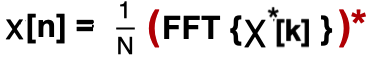 x[n] = 1/N (FFT {X*[k] })*